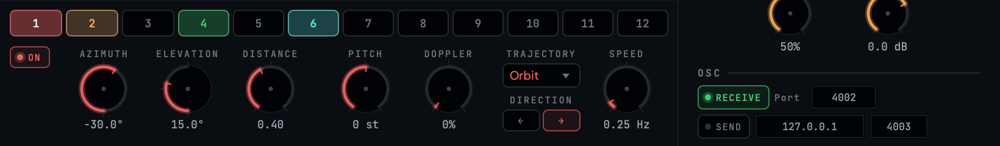 1 2 3 4 5 6 7 8 9 10 11 12
ON AZIMUTH ELEVATION DISTANCE PITCH DOPPLER TRAJECTORY SPEED
Orbit
DIRECTION
← →
-30.0° 15.0° 0.40 0 st 0% 0.25 Hz
50% 0.0 dB
OSC
RECEIVE Port 4002
SEND 127.0.0.1 4003